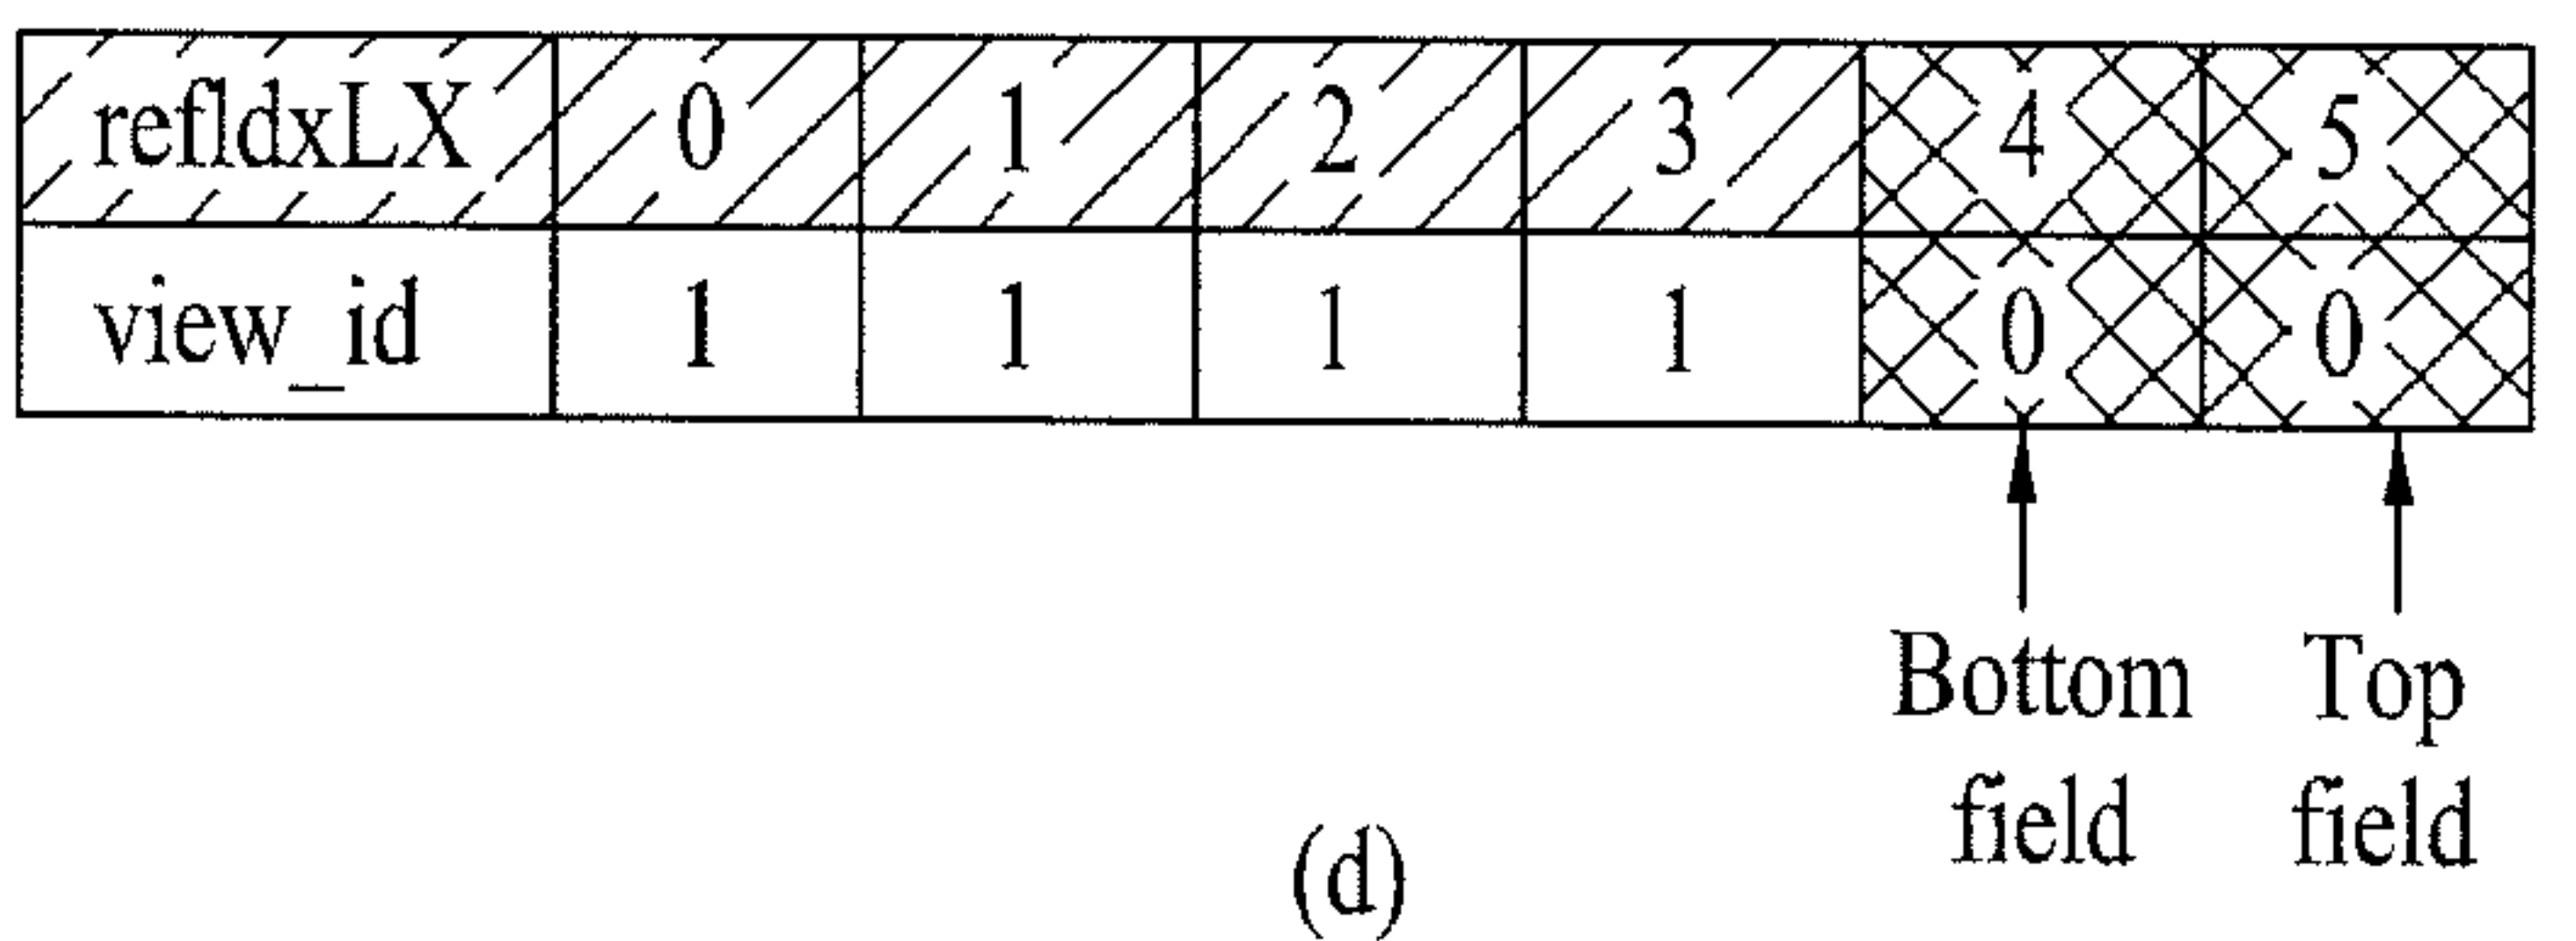 refIdxLX 0 1 2 3 4 5
view_id 1 1 1 1 0 0
Bottom field Top field
(d)